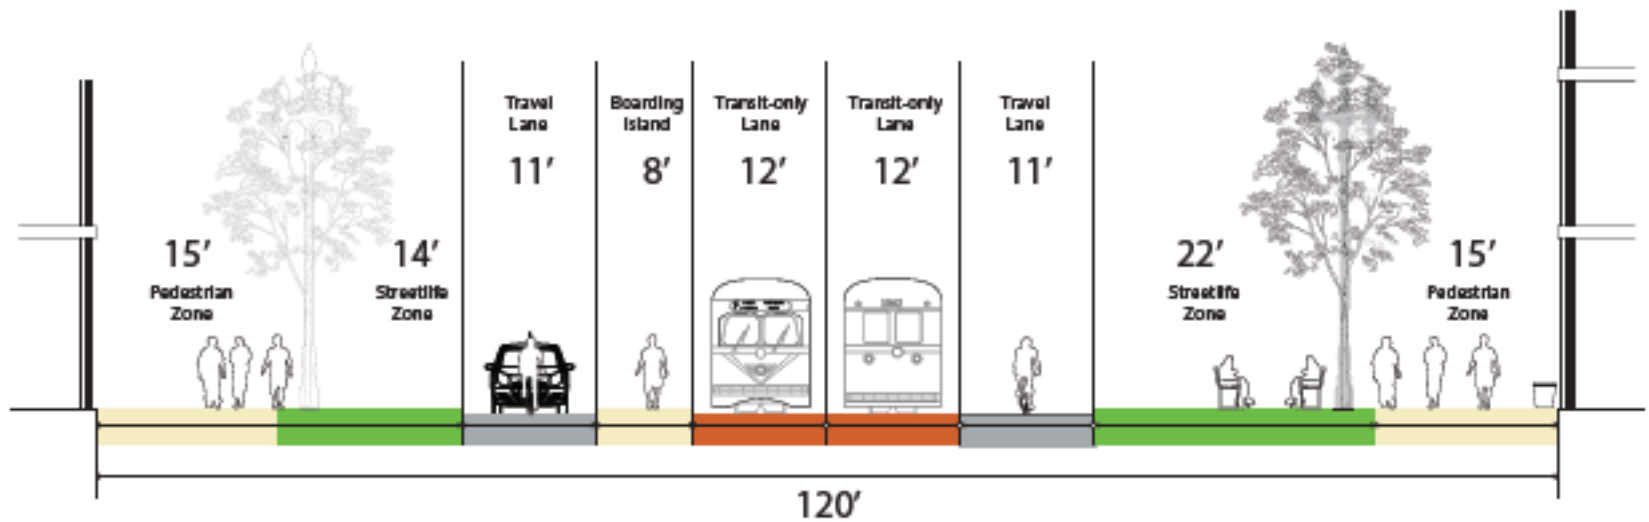 Travel
Lane
11'
Boarding
Island
8'
Transit-only
Lane
12'
Transit-only
Lane
12'
Travel
Lane
11'
15'
Pedestrian
Zone
14'
Streetlife
Zone
22'
Streetlife
Zone
15'
Pedestrian
Zone
120'